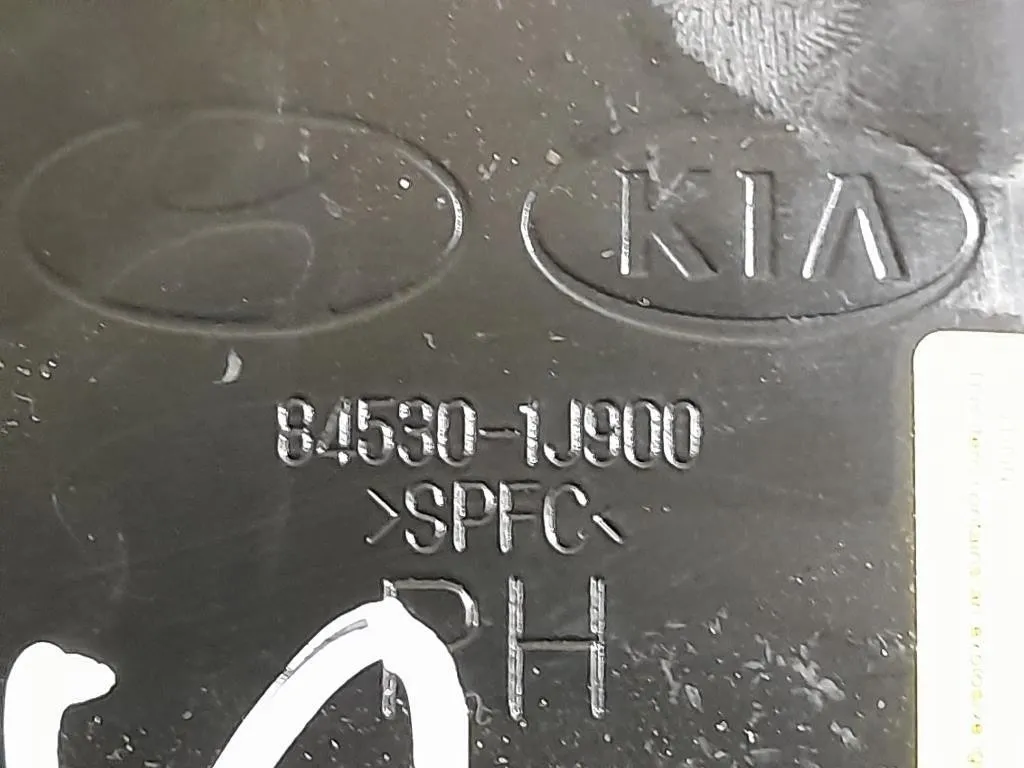 KIA
84530-1J900
>SPFC<
RH